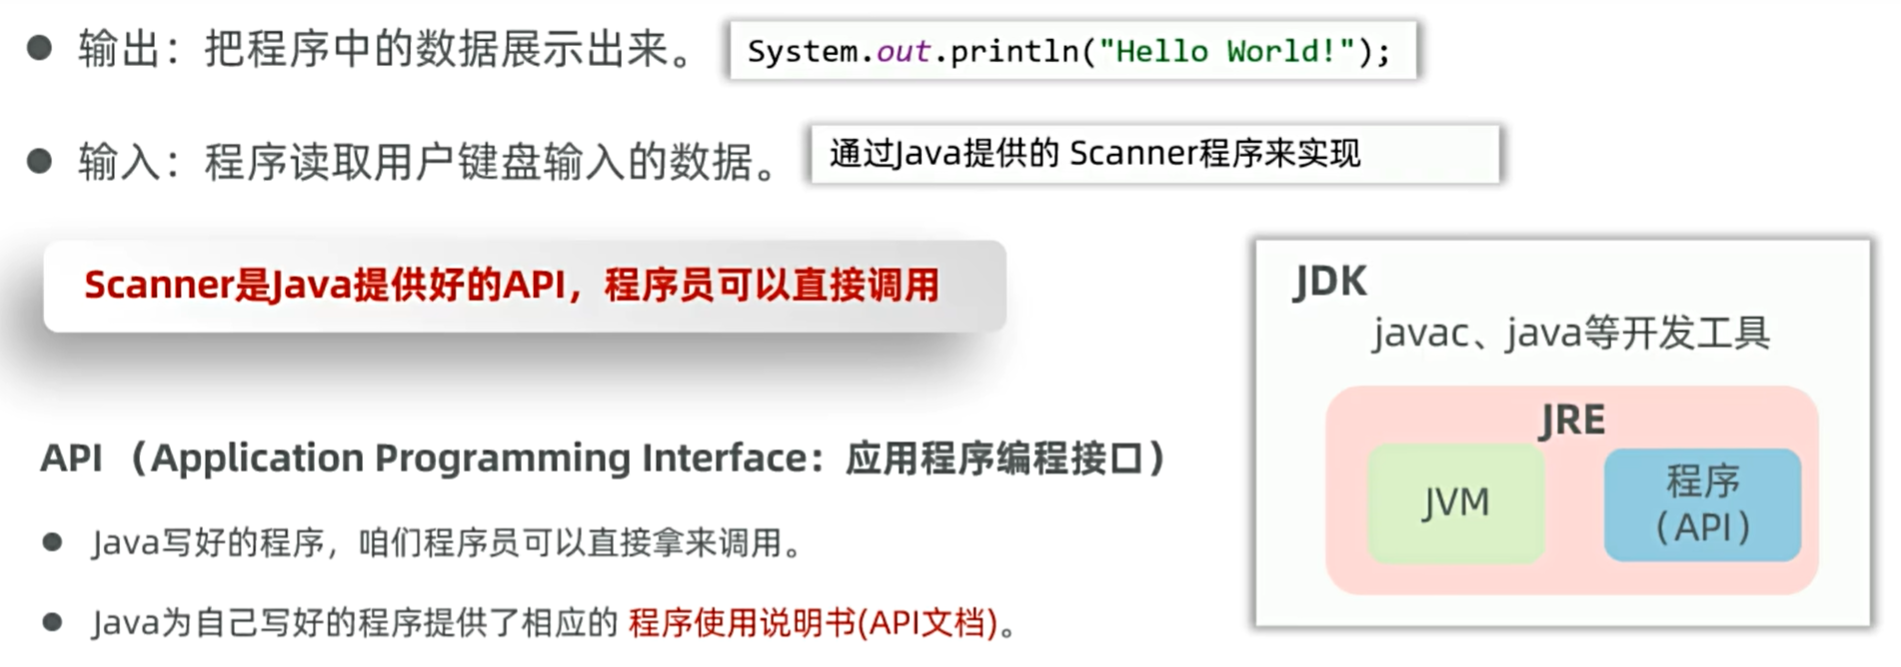 ● 输出：把程序中的数据展示出来。 System.out.println("Hello World!");
● 输入：程序读取用户键盘输入的数据。 通过Java提供的 Scanner程序来实现
Scanner是Java提供好的API，程序员可以直接调用
API （Application Programming Interface：应用程序编程接口）
● Java写好的程序，咱们程序员可以直接拿来调用。
● Java为自己写好的程序提供了相应的 程序使用说明书(API文档)。
JDK
javac、java等开发工具
JRE
JVM
程序
（API）